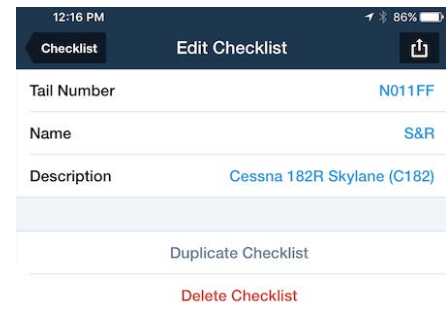 12:16 PM 86%
Checklist Edit Checklist
Tail Number N011FF
Name S&R
Description Cessna 182R Skylane (C182)
Duplicate Checklist
Delete Checklist